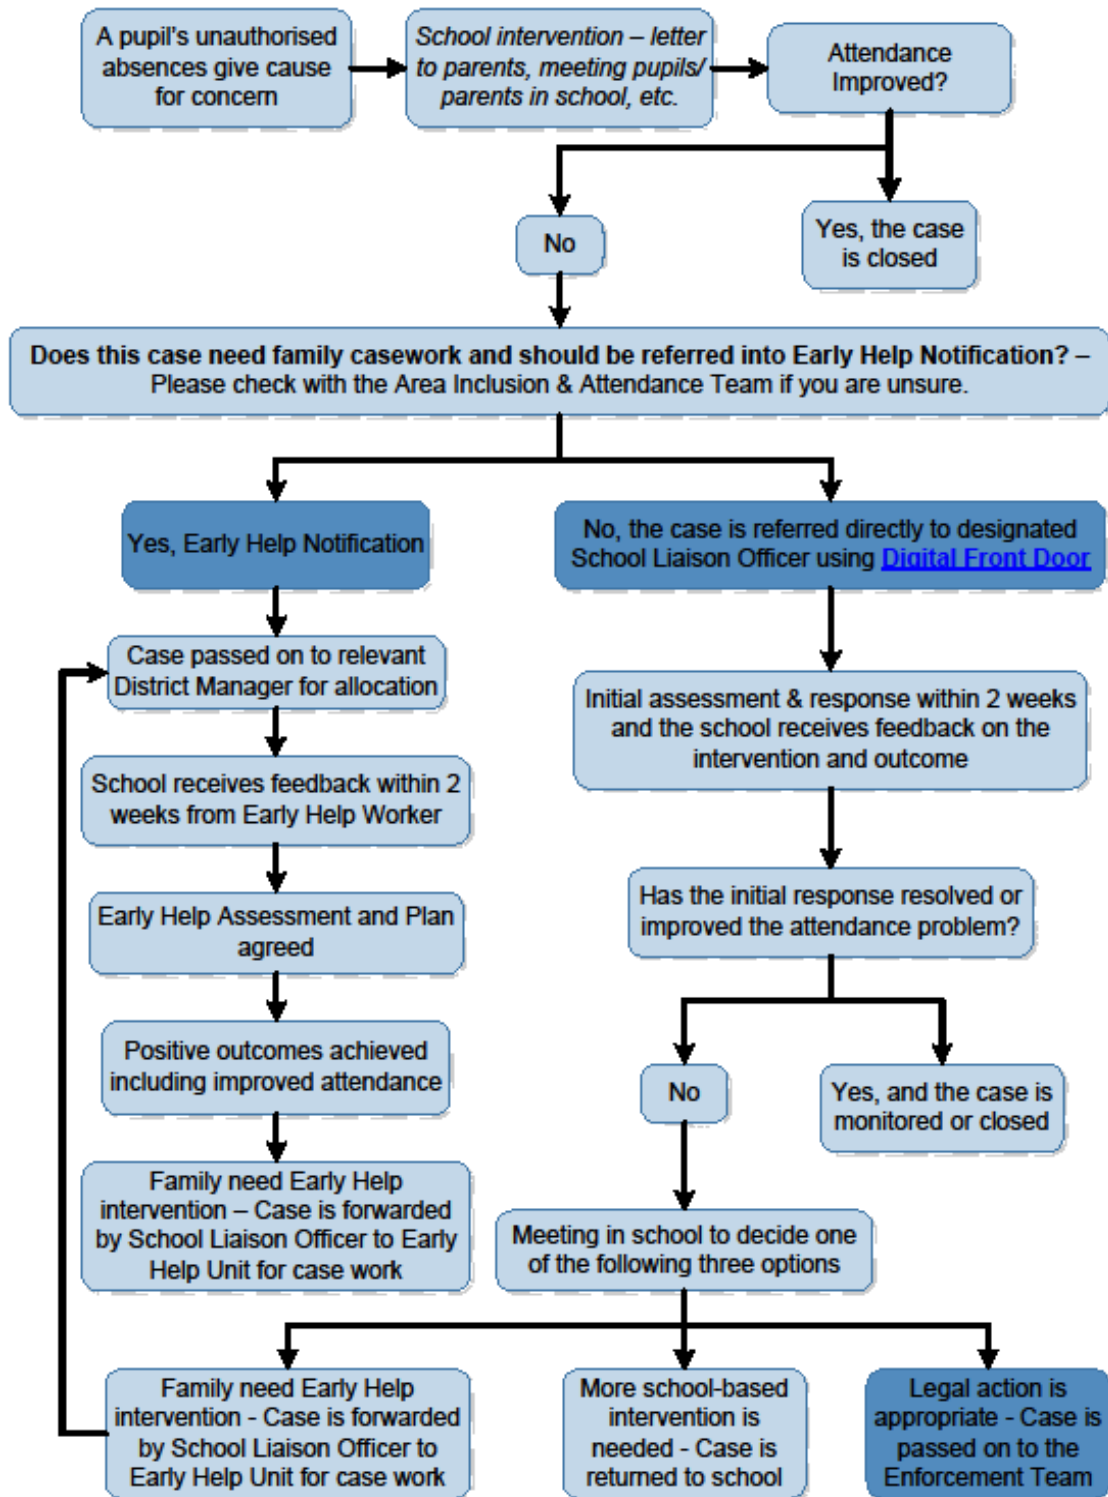 A pupil's unauthorised
absences give cause
for concern
School intervention – letter
to parents, meeting pupils/
parents in school, etc.
Attendance
Improved?
No
Yes, the case
is closed
Does this case need family casework and should be referred into Early Help Notification? –
Please check with the Area Inclusion & Attendance Team if you are unsure.
Yes, Early Help Notification
No, the case is referred directly to designated
School Liaison Officer using Digital Front Door
Case passed on to relevant
District Manager for allocation
Initial assessment & response within 2 weeks
and the school receives feedback on the
intervention and outcome
School receives feedback within 2
weeks from Early Help Worker
Has the initial response resolved or
improved the attendance problem?
Early Help Assessment and Plan
agreed
Positive outcomes achieved
including improved attendance
No
Yes, and the case is
monitored or closed
Family need Early Help
intervention – Case is forwarded
by School Liaison Officer to Early
Help Unit for case work
Meeting in school to decide one
of the following three options
Family need Early Help
intervention - Case is forwarded
by School Liaison Officer to
Early Help Unit for case work
More school-based
intervention is
needed - Case is
returned to school
Legal action is
appropriate - Case is
passed on to the
Enforcement Team